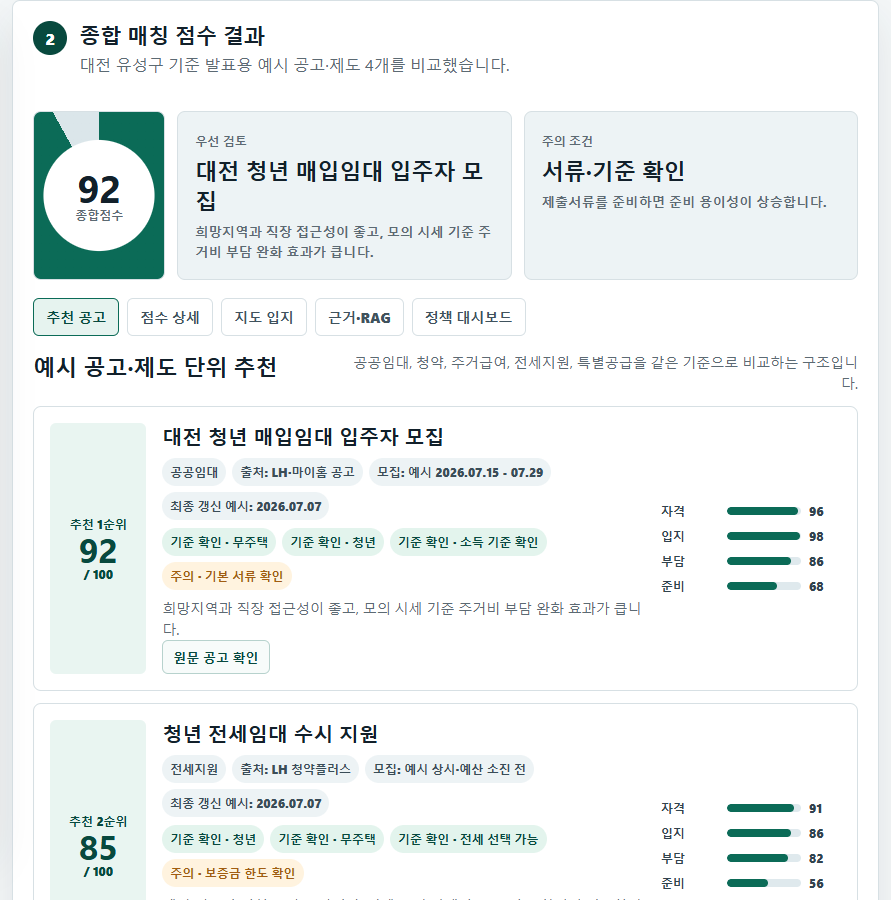 2
종합 매칭 점수 결과
대전 유성구 기준 발표용 예시 공고·제도 4개를 비교했습니다.
92
종합점수
우선 검토
대전 청년 매입임대 입주자 모
집
희망지역과 직장 접근성이 좋고, 모의 시세 기준 주
거비 부담 완화 효과가 큽니다.
주의 조건
서류·기준 확인
제출서류를 준비하면 준비 용이성이 상승합니다.
추천 공고
점수 상세
지도 입지
근거·RAG
정책 대시보드
예시 공고·제도 단위 추천
공공임대, 청약, 주거급여, 전세지원, 특별공급을 같은 기준으로 비교하는 구조입니
다.
추천 1순위
92
/ 100
대전 청년 매입임대 입주자 모집
공공임대
출처: LH·마이홈 공고
모집: 예시 2026.07.15 - 07.29
최종 갱신 예시: 2026.07.07
기준 확인 · 무주택
기준 확인 · 청년
기준 확인 · 소득 기준 확인
주의 · 기본 서류 확인
희망지역과 직장 접근성이 좋고, 모의 시세 기준 주거비 부담 완화 효과가 큽니
다.
원문 공고 확인
자격 96
입지 98
부담 86
준비 68
추천 2순위
85
/ 100
청년 전세임대 수시 지원
전세지원
출처: LH 청약플러스
모집: 예시 상시·예산 소진 전
최종 갱신 예시: 2026.07.07
기준 확인 · 청년
기준 확인 · 무주택
기준 확인 · 전세 선택 가능
주의 · 보증금 한도 확인
자격 91
입지 86
부담 82
준비 56